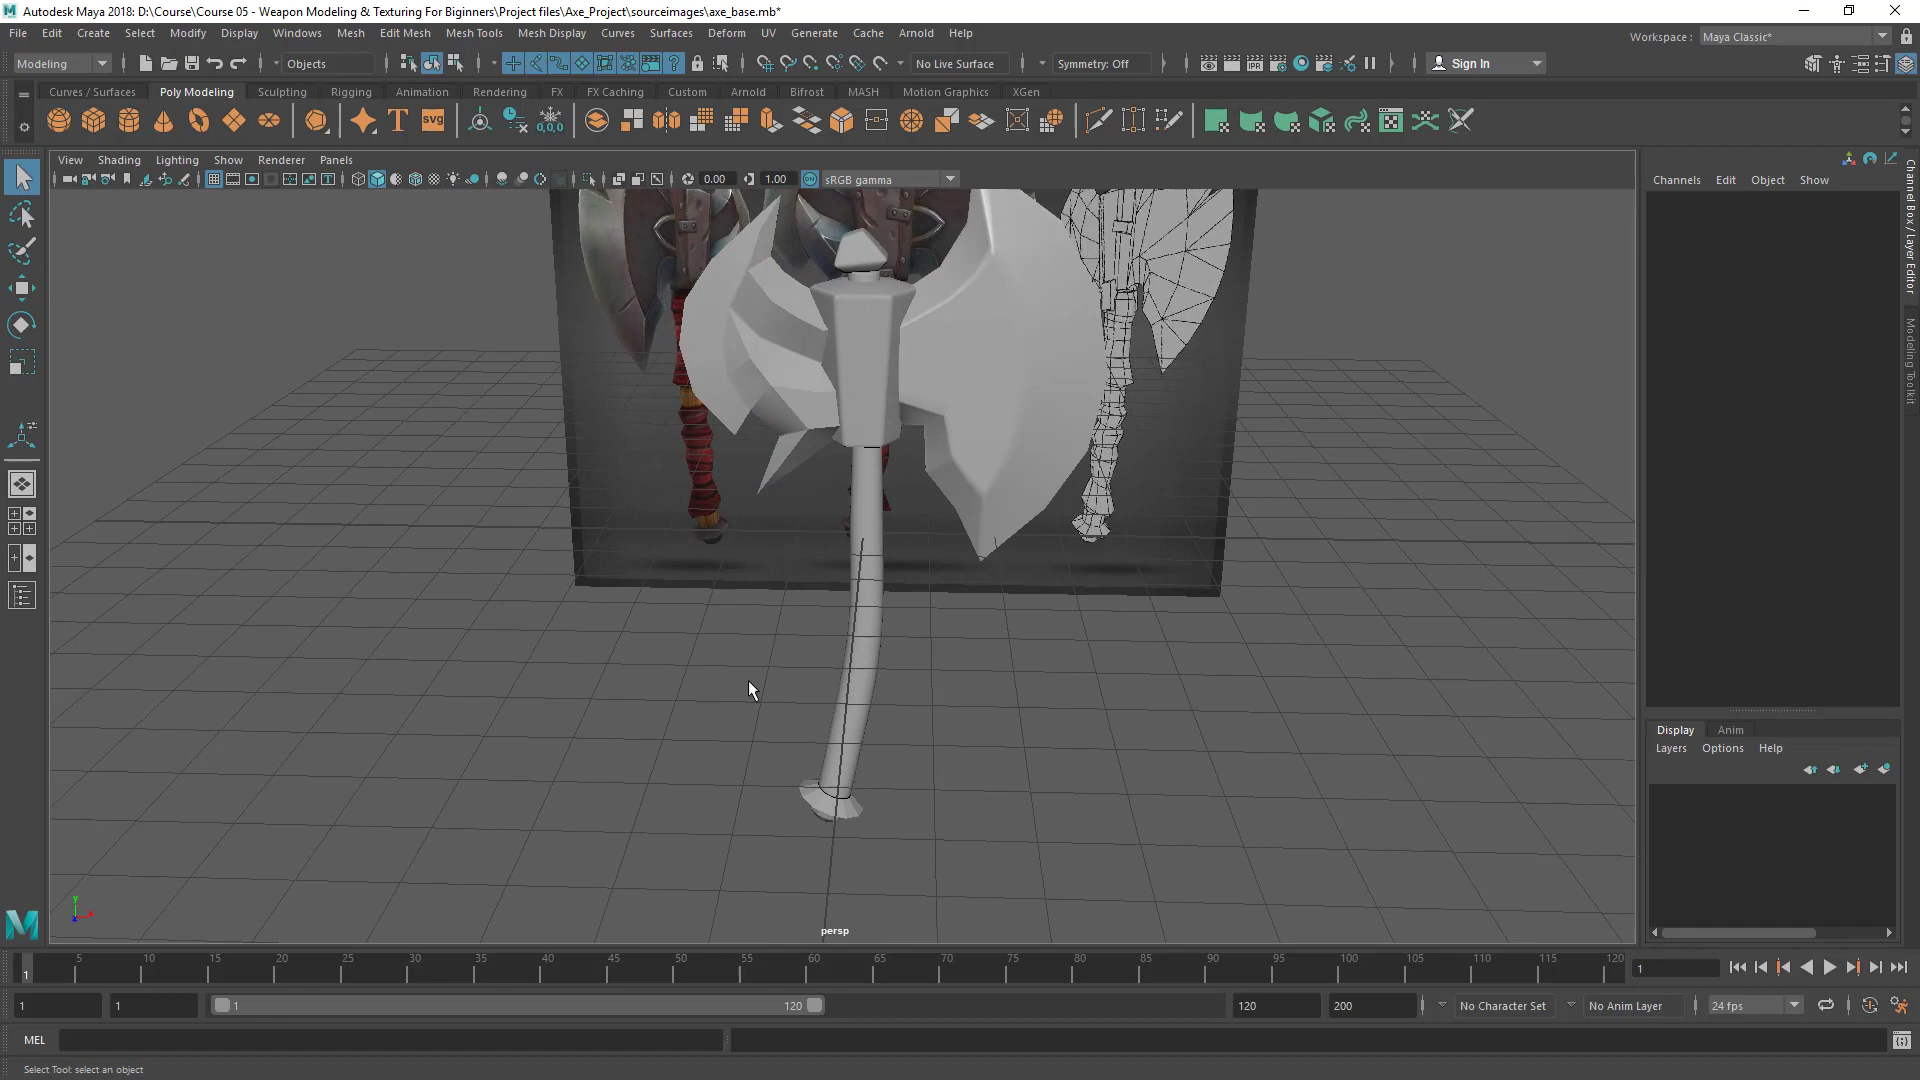 Autodesk Maya 2018: D:\Course\Course 05 - Weapon Modeling & Texturing For Biginners\Project files\Axe_Project\sourceimages\axe_base.mb*
File Edit Create Select Modify Display Windows Mesh Edit Mesh Mesh Tools Mesh Display Curves Surfaces Deform UV Generate Cache Arnold Help
Workspace : Maya Classic*
Modeling Objects No Live Surface Symmetry: Off Sign In
Curves / Surfaces Poly Modeling Sculpting Rigging Animation Rendering FX FX Caching Custom Arnold Bifrost MASH Motion Graphics XGen
T svg 0,0,0
View Shading Lighting Show Renderer Panels
0.00 1.00 ON sRGB gamma
Channels Edit Object Show
Channel Box / Layer Editor
Modeling Toolkit
Display Anim
Layers Options Help
y
persp
5 10 15 20 25 30 35 40 45 50 55 60 65 70 75 80 85 90 95 100 105 110 115 120
1 1
1 1 1 120 120 200 No Character Set No Anim Layer 24 fps
MEL
Select Tool: select an object